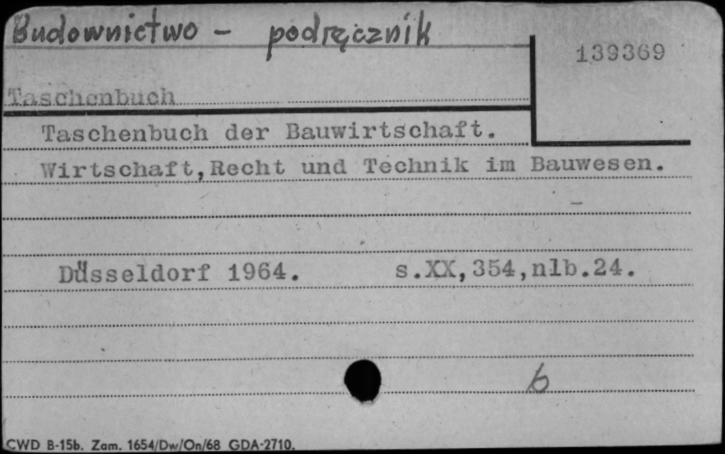 Budownictwo - podręcznik
139369
Taschenbuch
Taschenbuch der Bauwirtschaft.
Wirtschaft,Recht und Technik im Bauwesen.
Düsseldorf 1964. s.XX,354,nlb.24.
b
CWD B-15b. Zam. 1654/Dw/On/68 GDA-2710.